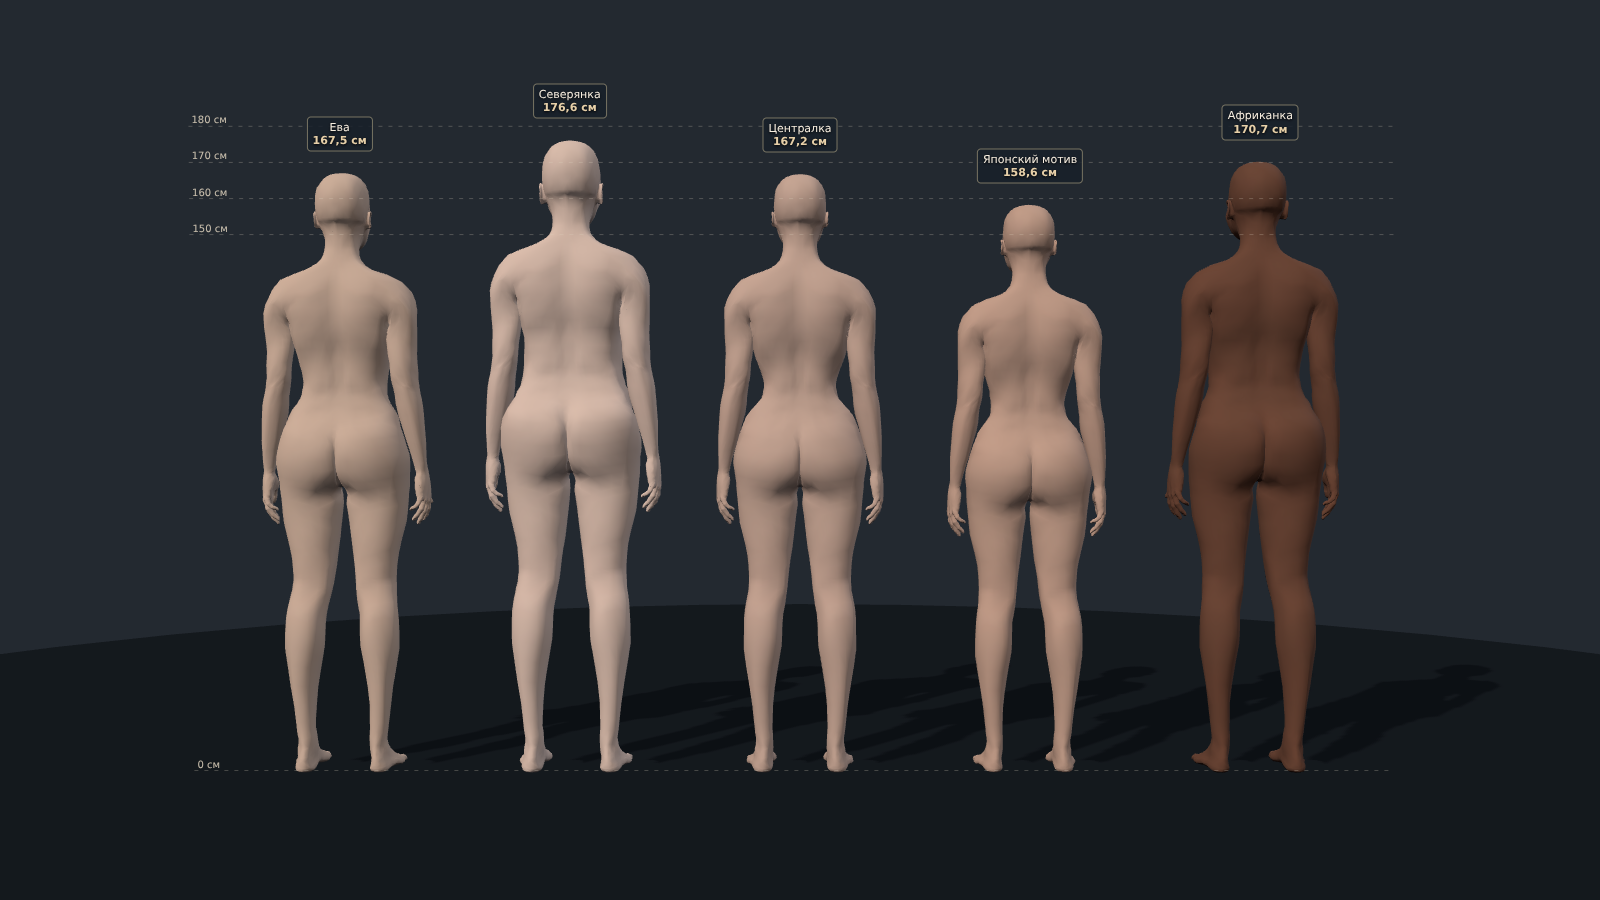 Северянка
176,6 см
Африканка
170,7 см
180 см
Ева
167,5 см
Централка
167,2 см
170 см
Японский мотив
158,6 см
160 см
150 см
0 см